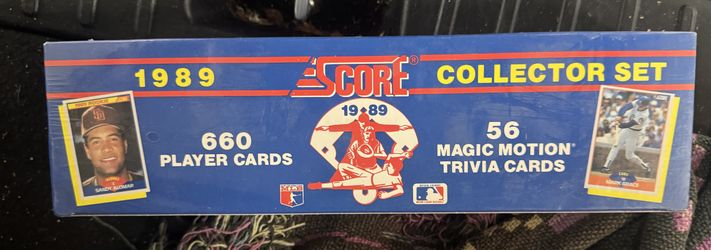 1989 SCORE® COLLECTOR SET
19 89
660
PLAYER CARDS
56
MAGIC MOTION®
TRIVIA CARDS
SANDY ALOMAR
MARK GRACE